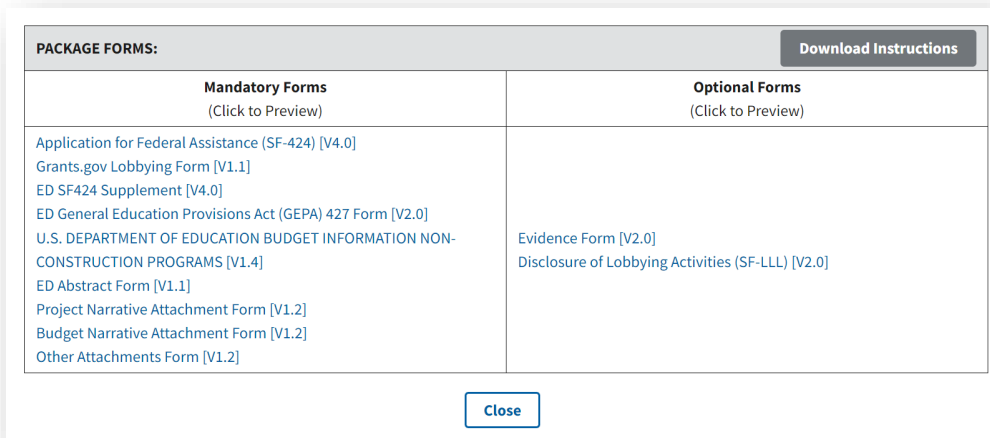 PACKAGE FORMS:
Download Instructions
Mandatory Forms
(Click to Preview)
Optional Forms
(Click to Preview)
Application for Federal Assistance (SF-424) [V4.0]
Grants.gov Lobbying Form [V1.1]
ED SF424 Supplement [V4.0]
ED General Education Provisions Act (GEPA) 427 Form [V2.0]
U.S. DEPARTMENT OF EDUCATION BUDGET INFORMATION NON-
CONSTRUCTION PROGRAMS [V1.4]
ED Abstract Form [V1.1]
Project Narrative Attachment Form [V1.2]
Budget Narrative Attachment Form [V1.2]
Other Attachments Form [V1.2]
Evidence Form [V2.0]
Disclosure of Lobbying Activities (SF-LLL) [V2.0]
Close